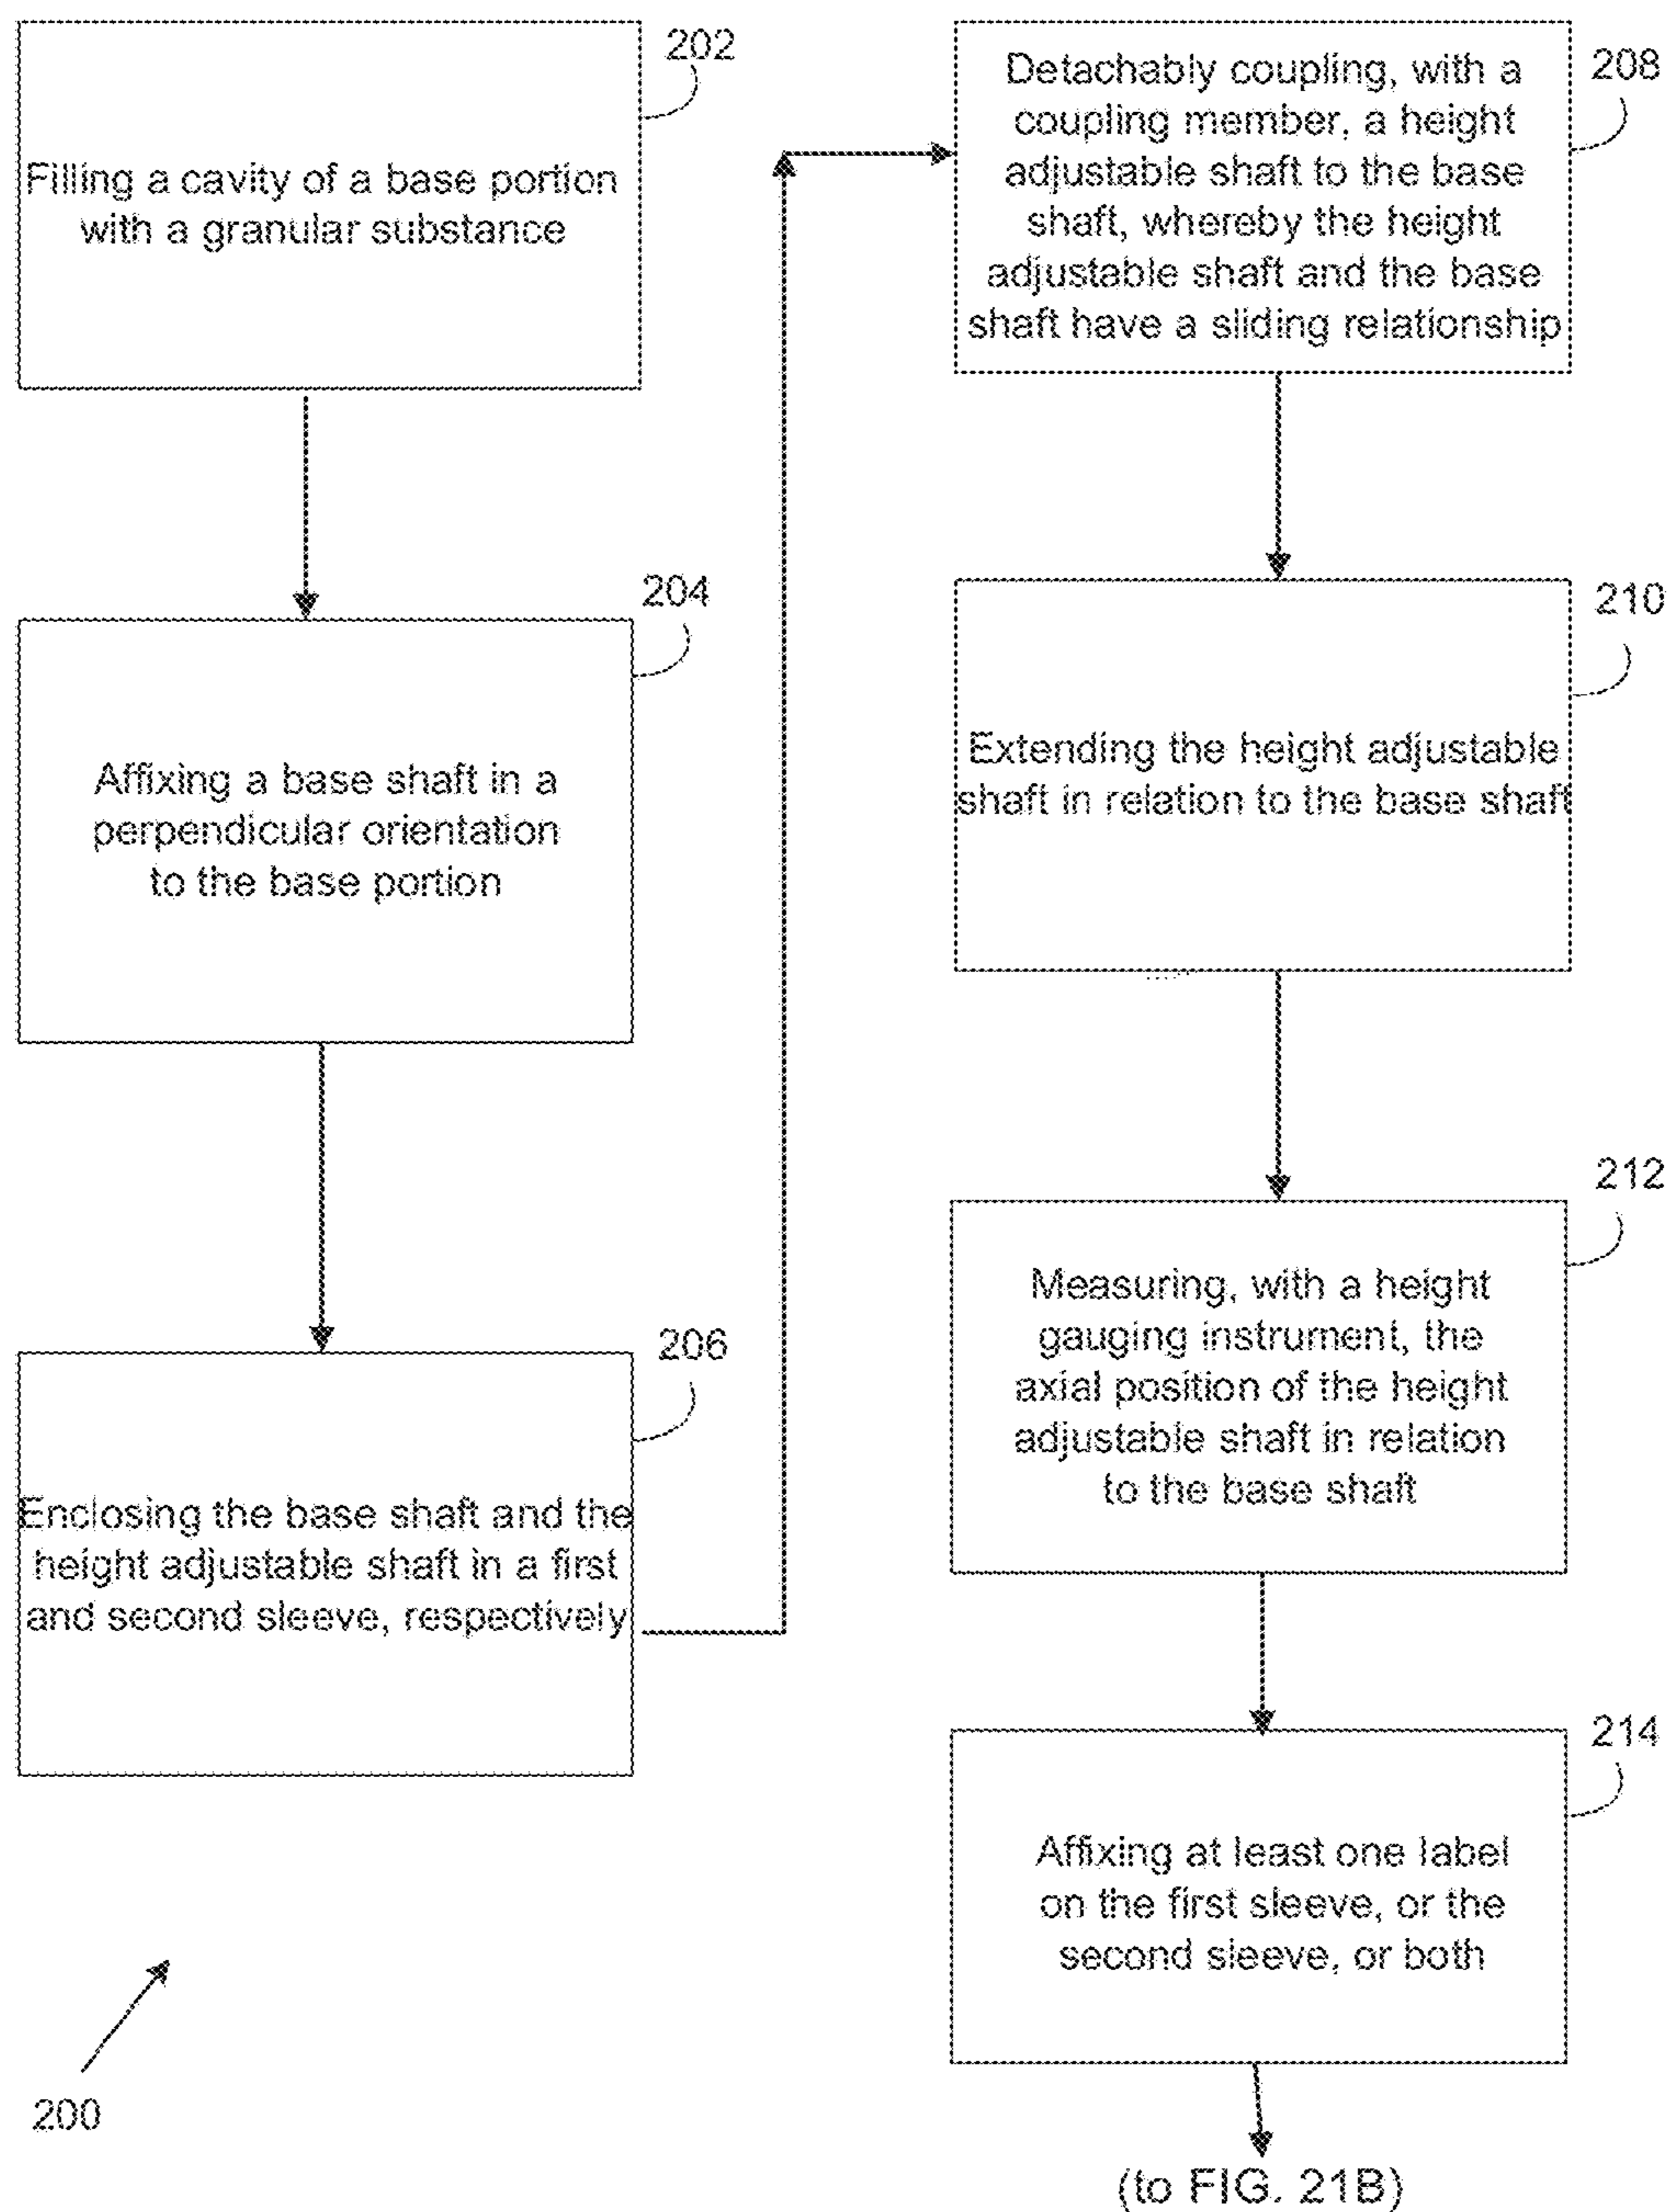 202
Filling a cavity of a base portion
with a granular substance
204
Affixing a base shaft in a
perpendicular orientation
to the base portion
206
Enclosing the base shaft and the
height adjustable shaft in a first
and second sleeve, respectively
200
208
Detachably coupling, with a
coupling member, a height
adjustable shaft to the base
shaft, whereby the height
adjustable shaft and the base
shaft have a sliding relationship
210
Extending the height adjustable
shaft in relation to the base shaft
212
Measuring, with a height
gauging instrument, the
axial position of the height
adjustable shaft in relation
to the base shaft
214
Affixing at least one label
on the first sleeve, or the
second sleeve, or both
(to FIG. 21B)